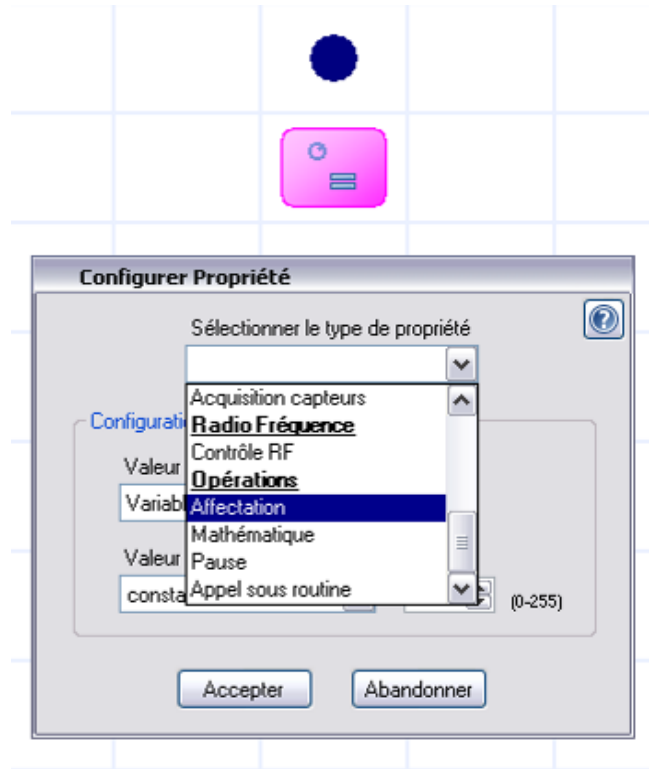 Configurer Propriété
Sélectionner le type de propriété
Acquisition capteurs
Radio Fréquence
Contrôle RF
Opérations
Affectation
Mathématique
Pause
Appel sous routine
Valeur
Valeur
(0-255)
Accepter
Abandonner